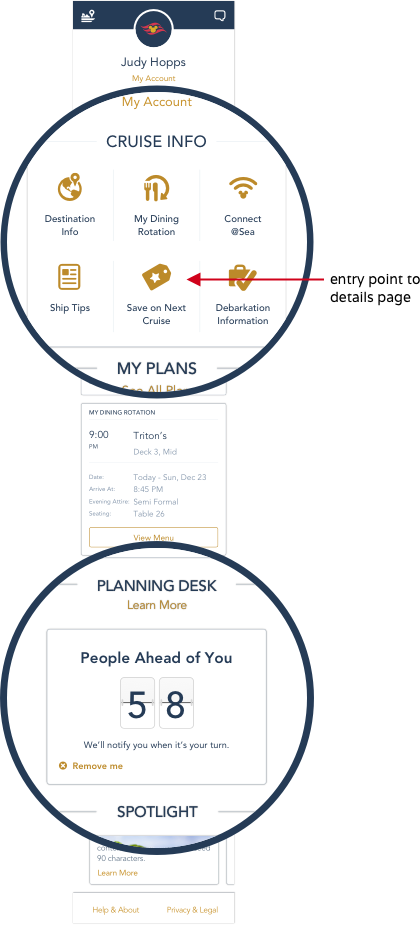 Judy Hopps
My Account
My Account
CRUISE INFO
Destination
Info
My Dining
Rotation
Connect
@Sea
entry point to
details page
Ship Tips
Save on Next
Cruise
Debarkation
Information
MY PLANS
See All Plans
MY DINING ROTATION
9:00
PM
Triton's
Deck 3, Mid
Date:
Today - Sun, Dec 23
Arrive At:
8:45 PM
Evening Attire:
Semi Formal
Seating:
Table 26
View Menu
PLANNING DESK
Learn More
People Ahead of You
5 8
We'll notify you when it's your turn.
Remove me
SPOTLIGHT
90 characters.
Learn More
Help & About
Privacy & Legal